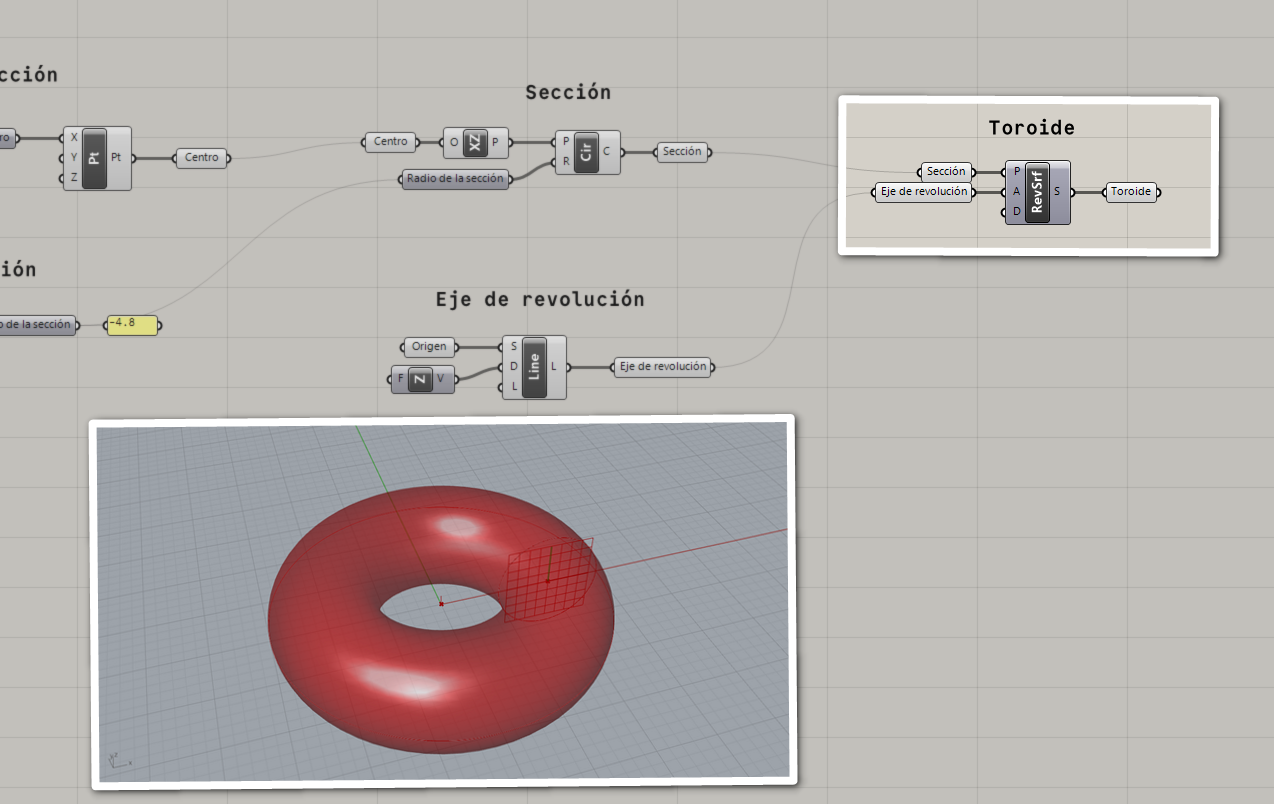 cción
ro
X
Y
Z
Pt
Pt
Centro
Sección
Centro
O
XZ
P
Radio de la sección
P
R
Cir
C
Sección
Toroide
Sección
Eje de revolución
P
A
D
RevSrf
S
Toroide
ión
o de la sección
-4.8
Eje de revolución
Origen
F
Z
V
S
D
L
Line
L
Eje de revolución